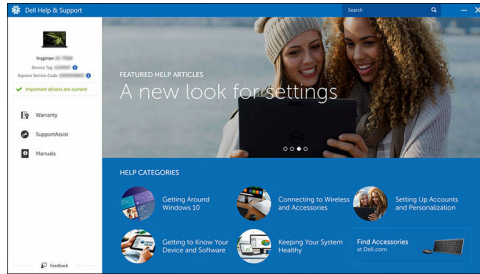 Dell Help & Support
Search
Inspiron
Service Tag
Express Service Code
Important drivers are current
Warranty
SupportAssist
Manuals
Feedback
FEATURED HELP ARTICLES
A new look for settings
HELP CATEGORIES
Getting Around
Windows 10
Connecting to Wireless
and Accessories
Setting Up Accounts
and Personalization
Getting to Know Your
Device and Software
Keeping Your System
Healthy
Find Accessories
at Dell.com